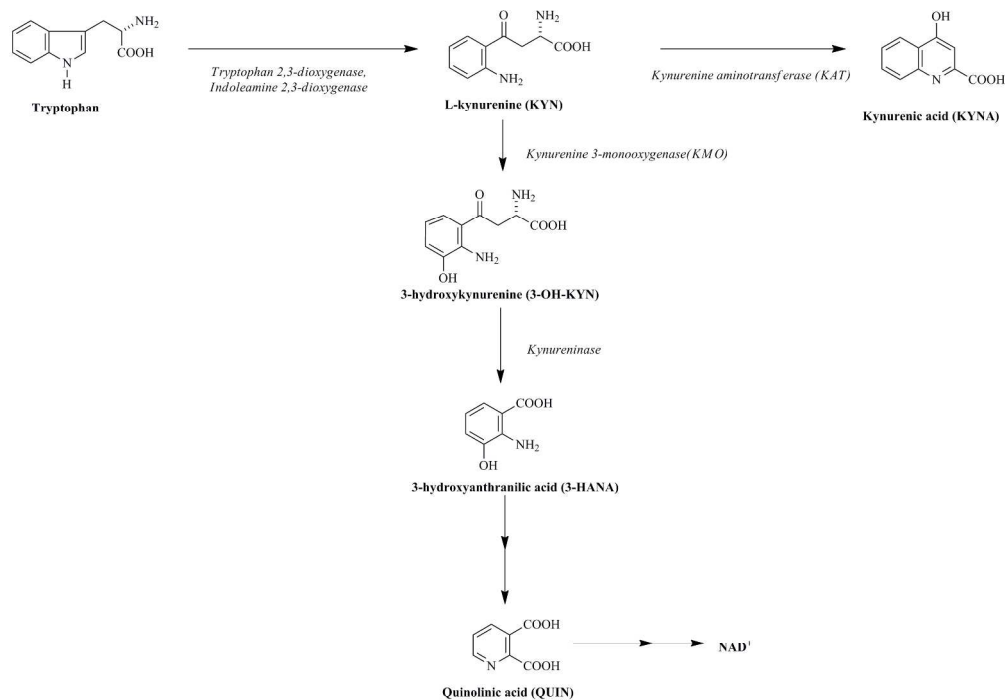 NH2
COOH
N
H
Tryptophan
Tryptophan 2,3-dioxygenase,
Indoleamine 2,3-dioxygenase
O
NH2
COOH
NH2
L-kynurenine (KYN)
Kynurenine aminotransferase (KAT)
OH
N
COOH
Kynurenic acid (KYNA)
Kynurenine 3-monooxygenase(KMO)
O
NH2
COOH
NH2
OH
3-hydroxykynurenine (3-OH-KYN)
Kynureninase
COOH
NH2
OH
3-hydroxyanthranilic acid (3-HANA)
COOH
N
COOH
Quinolinic acid (QUIN)
NAD+